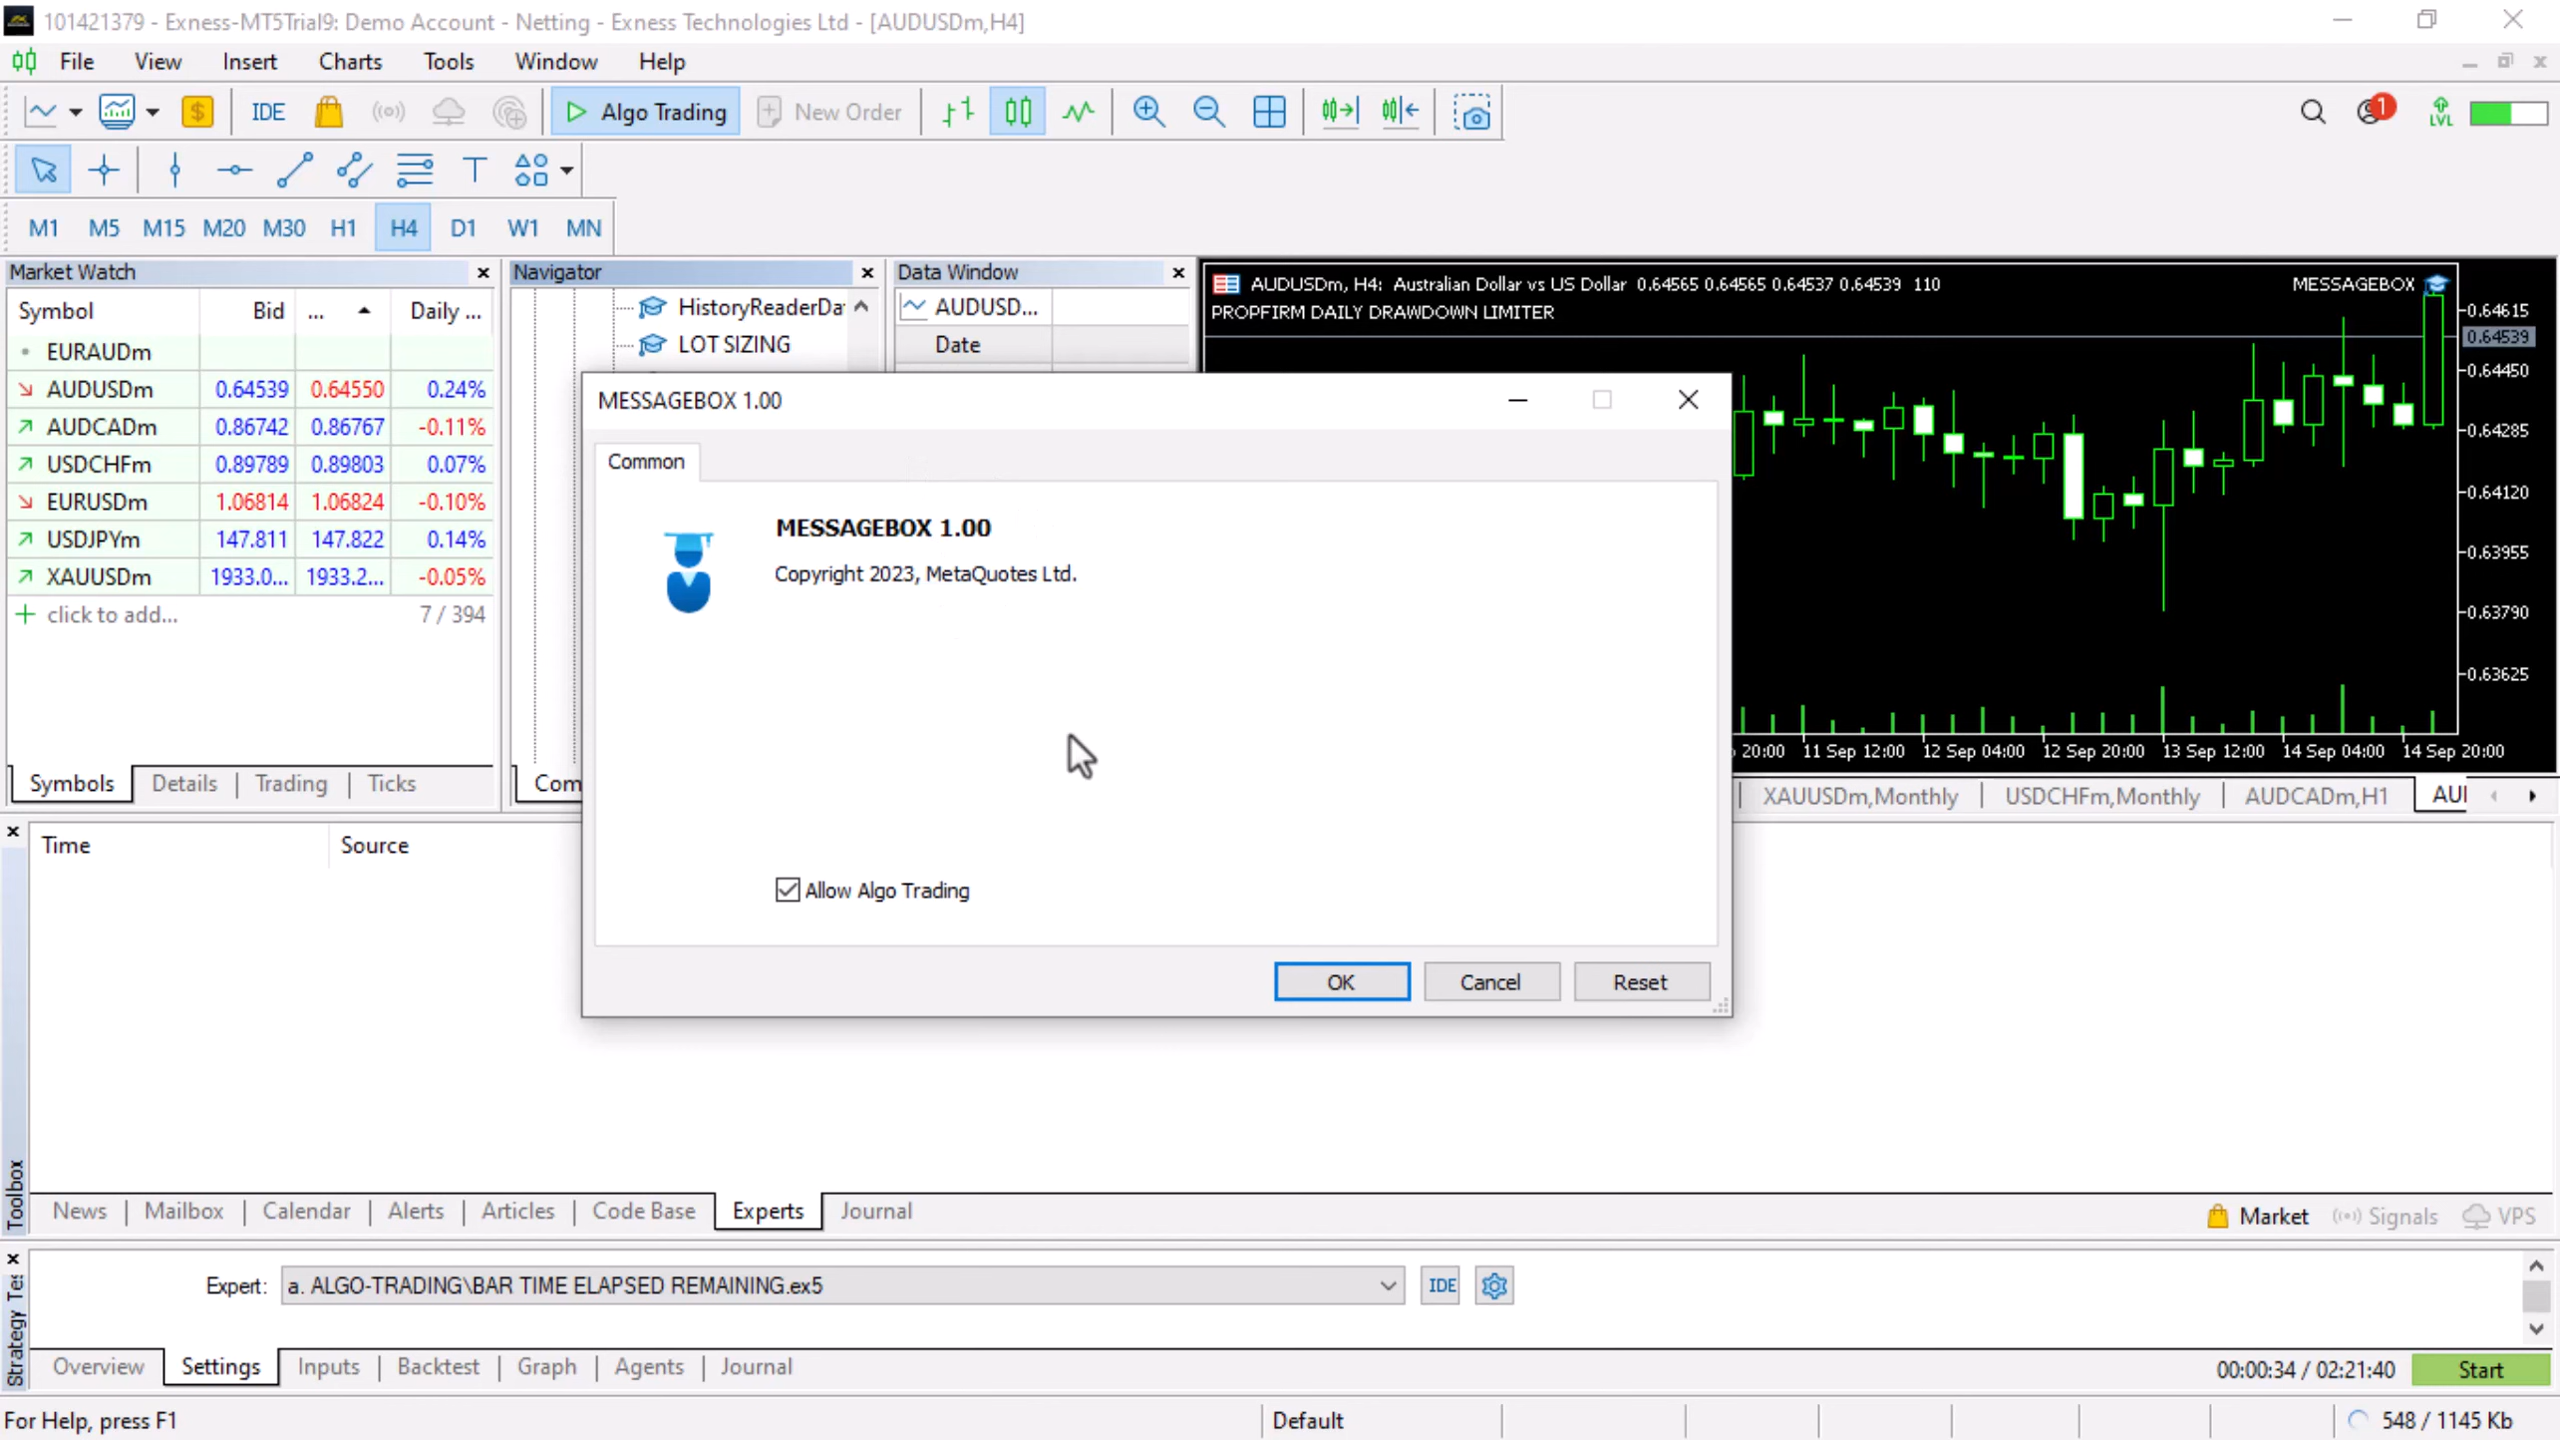 101421379 - Exness-MT5Trial9: Demo Account - Netting - Exness Technologies Ltd - [AUDUSDm,H4]
File View Insert Charts Tools Window Help
IDE Algo Trading New Order 1 LVL
T
M1 M5 M15 M20 M30 H1 H4 D1 W1 MN
Market Watch
Symbol Bid ... Daily ...
EURAUDm
AUDUSDm 0.64539 0.64550 0.24%
AUDCADm 0.86742 0.86767 -0.11%
USDCHFm 0.89789 0.89803 0.07%
EURUSDm 1.06814 1.06824 -0.10%
USDJPYm 147.811 147.822 0.14%
XAUUSDm 1933.0... 1933.2... -0.05%
click to add... 7 / 394
Symbols Details Trading Ticks
Navigator
HistoryReaderDa
LOT SIZING
Com
Data Window
AUDUSD...
Date
AUDUSDm, H4: Australian Dollar vs US Dollar 0.64565 0.64565 0.64537 0.64539 110
MESSAGEBOX
PROPFIRM DAILY DRAWDOWN LIMITER
0.64615
0.64539
0.64450
0.64285
0.64120
0.63955
0.63790
0.63625
20:00 11 Sep 12:00 12 Sep 04:00 12 Sep 20:00 13 Sep 12:00 14 Sep 04:00 14 Sep 20:00
XAUUSDm,Monthly USDCHFm,Monthly AUDCADm,H1 AUI
MESSAGEBOX 1.00
Common
MESSAGEBOX 1.00
Copyright 2023, MetaQuotes Ltd.
Allow Algo Trading
OK Cancel Reset
Time Source
Toolbox
News Mailbox Calendar Alerts Articles Code Base Experts Journal
Market Signals VPS
Expert: a. ALGO-TRADING\BAR TIME ELAPSED REMAINING.ex5 IDE
Strategy Tes
Overview Settings Inputs Backtest Graph Agents Journal
00:00:34 / 02:21:40 Start
For Help, press F1 Default 548 / 1145 Kb